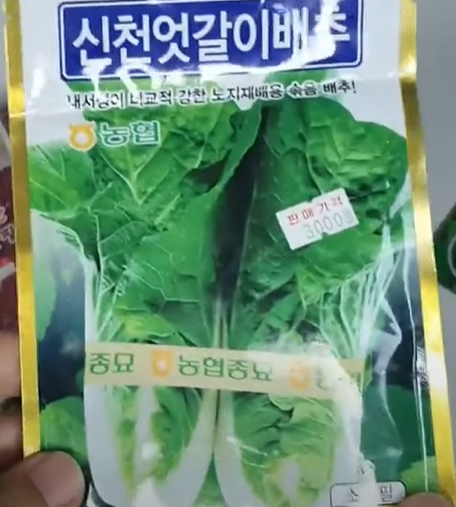 신천엇갈이배추
내서성이 비교적 강한 노지재배용 솎음 배추!
농협
판매가격
3000
종묘 농협종묘